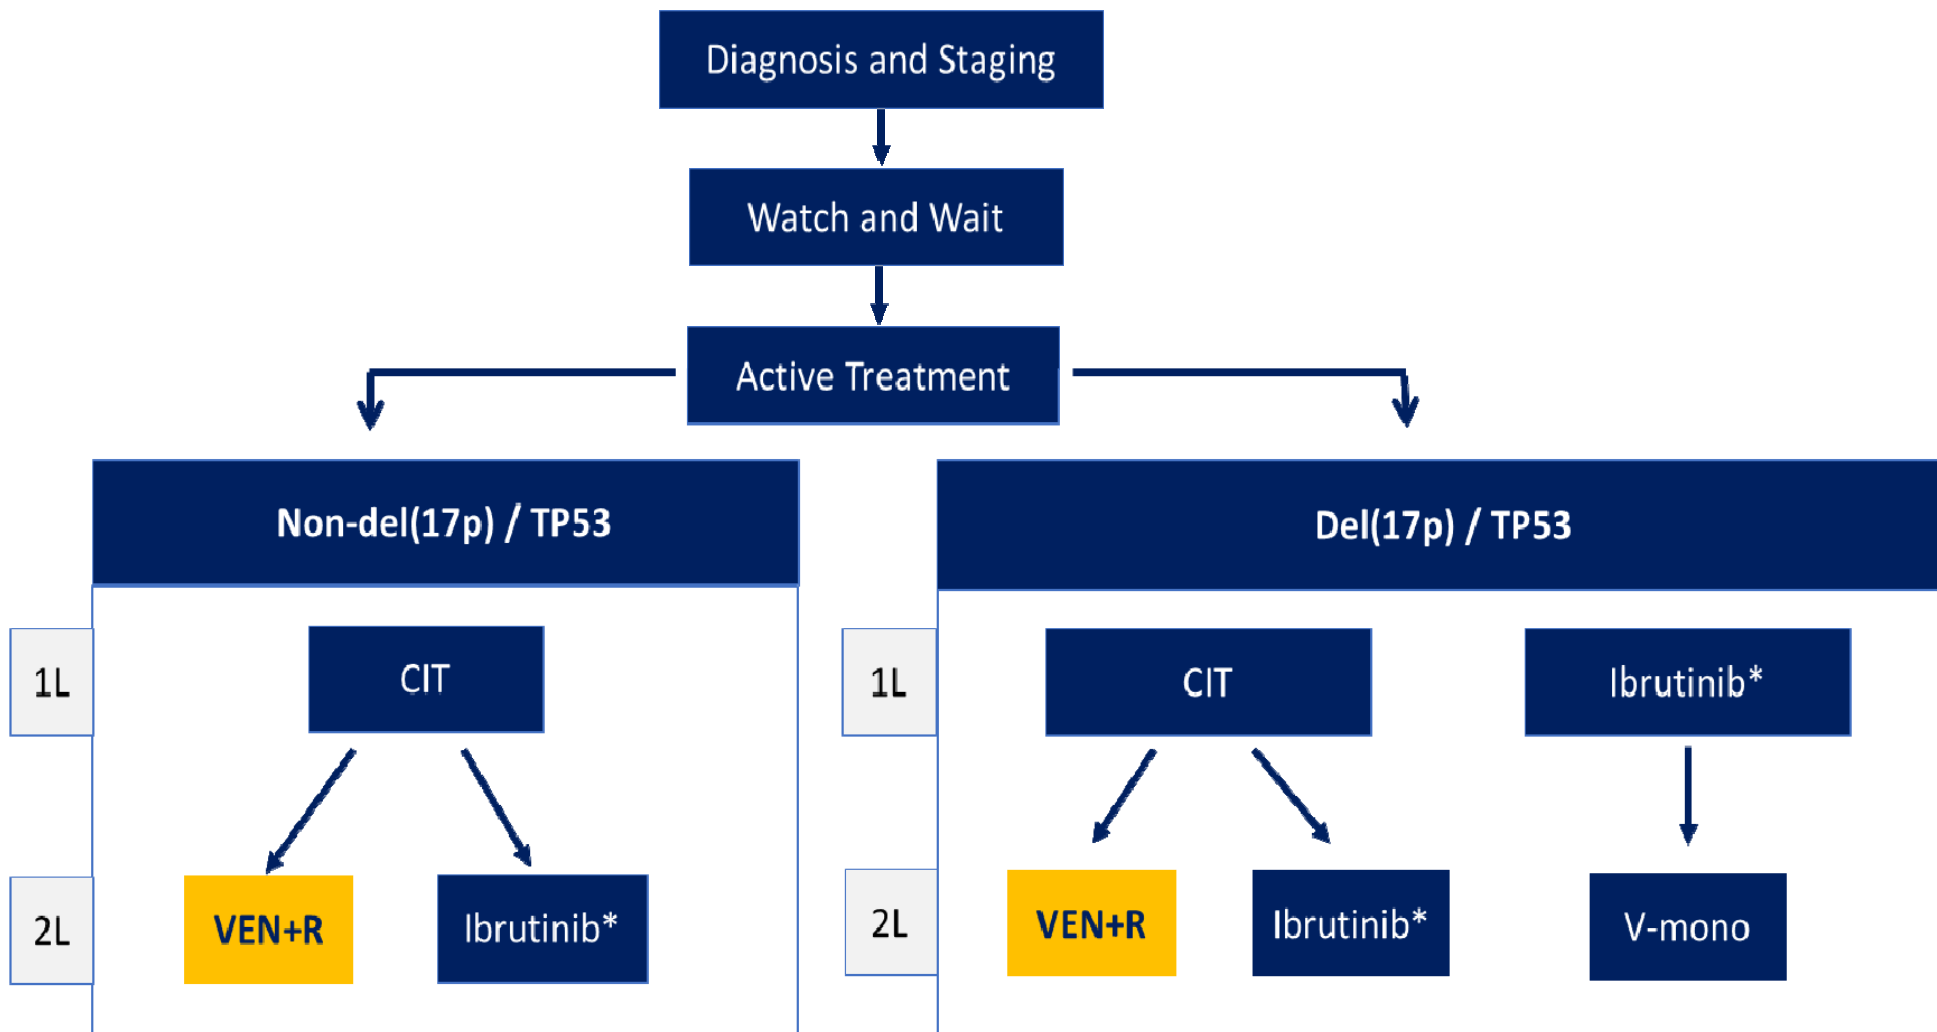 Diagnosis and Staging
Watch and Wait
Active Treatment
Non-del(17p) / TP53
1L
CIT
2L
VEN+R
Ibrutinib*
Del(17p) / TP53
1L
CIT
Ibrutinib*
2L
VEN+R
Ibrutinib*
V-mono